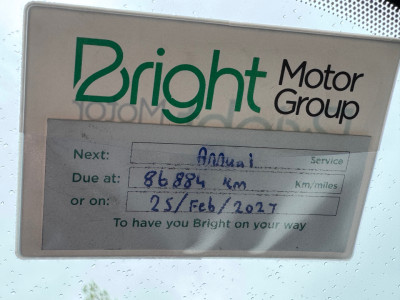 Bright Motor Group
Next: Annual Service
Due at: 86884 km Km/miles
or on: 25/Feb/2027
To have you Bright on your way